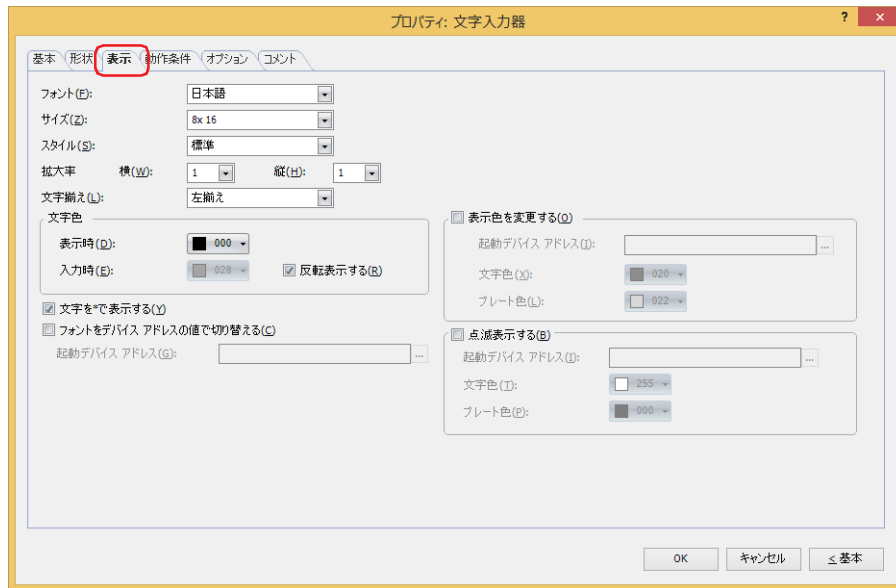 プロパティ: 文字入力器
? ×
基本 形状 表示 動作条件 オプション コメント
フォント(F): 日本語
サイズ(Z): 8x 16
スタイル(S): 標準
拡大率 横(W): 1 縦(H): 1
文字揃え(L): 左揃え
文字色
表示時(D): 000
入力時(E): 028 反転表示する(R)
文字を*で表示する(Y)
フォントをデバイス アドレスの値で切り替える(C)
起動デバイス アドレス(G): ...
表示色を変更する(O)
起動デバイス アドレス(I): ...
文字色(X): 020
プレート色(L): 022
点滅表示する(B)
起動デバイス アドレス(I): ...
文字色(T): 255
プレート色(P): 000
OK キャンセル <基本